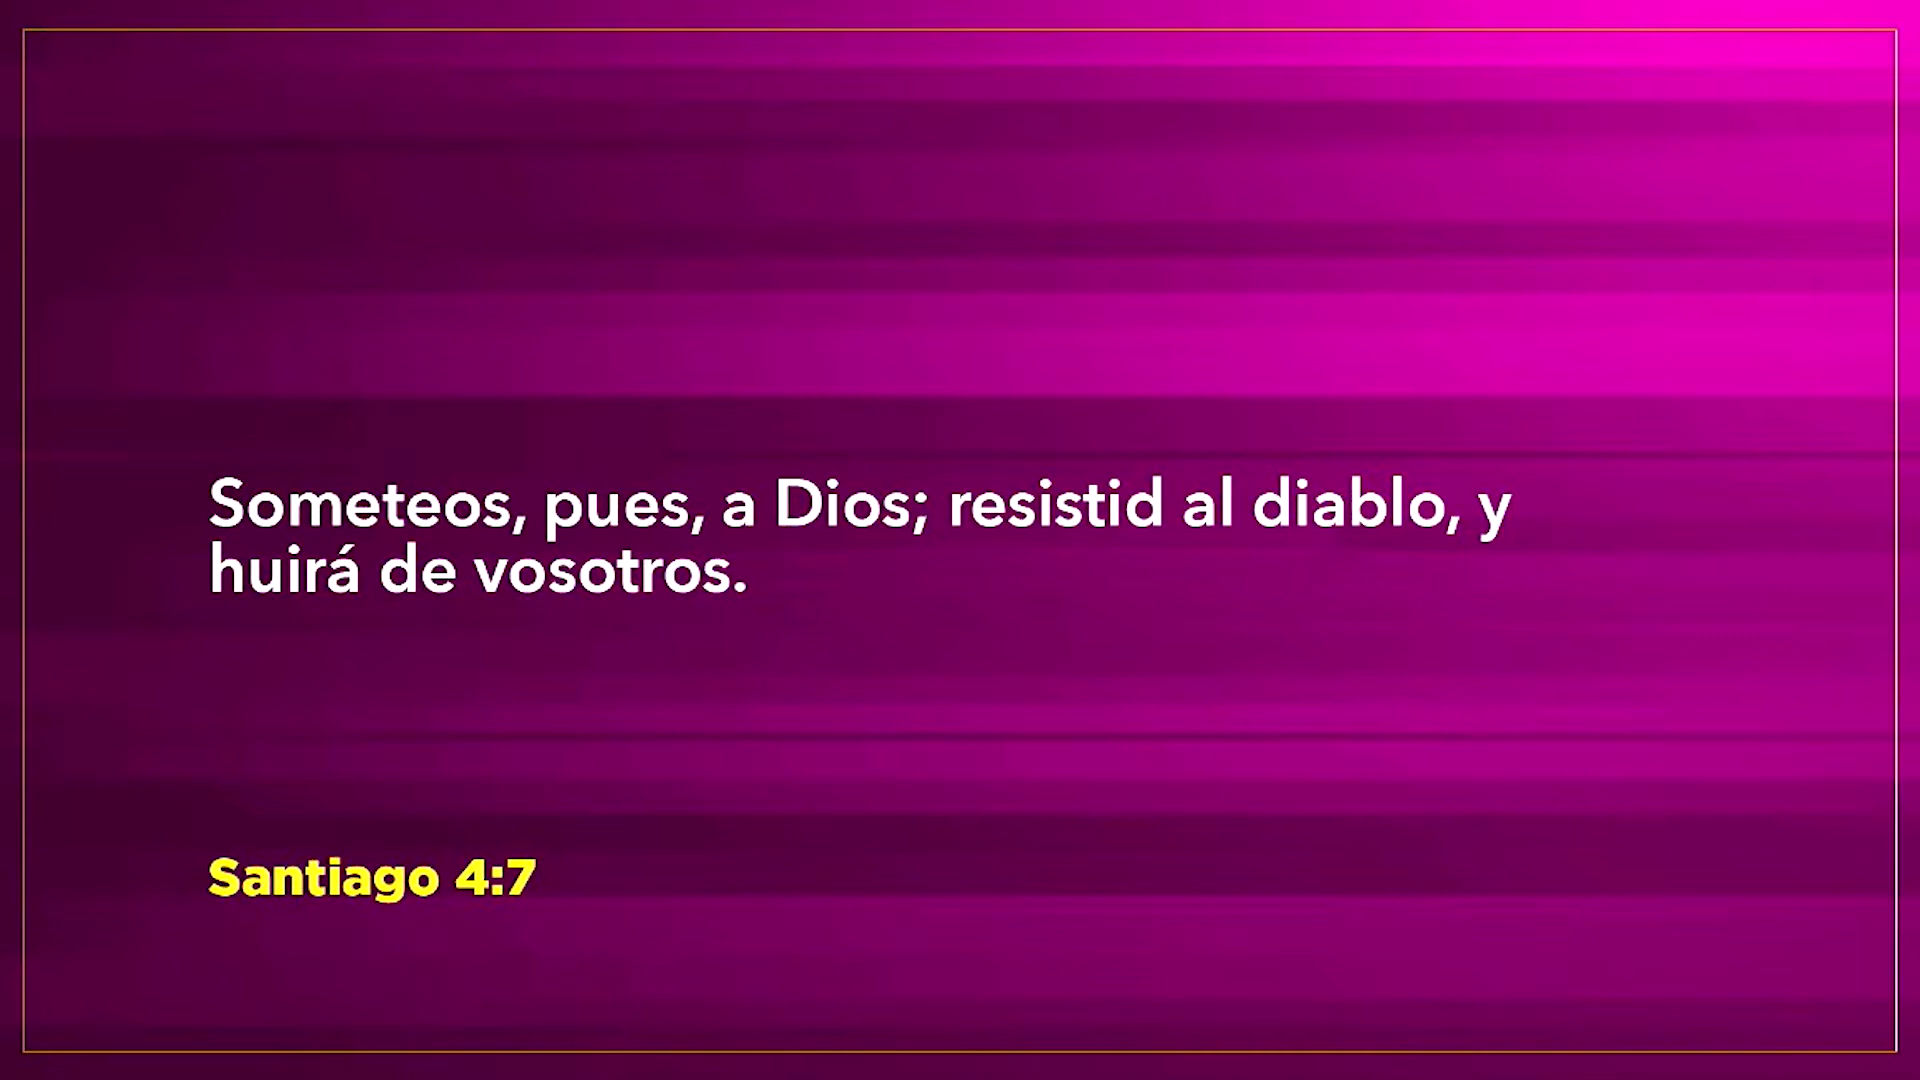 Someteos, pues, a Dios; resistid al diablo, y
huirá de vosotros.
Santiago 4:7